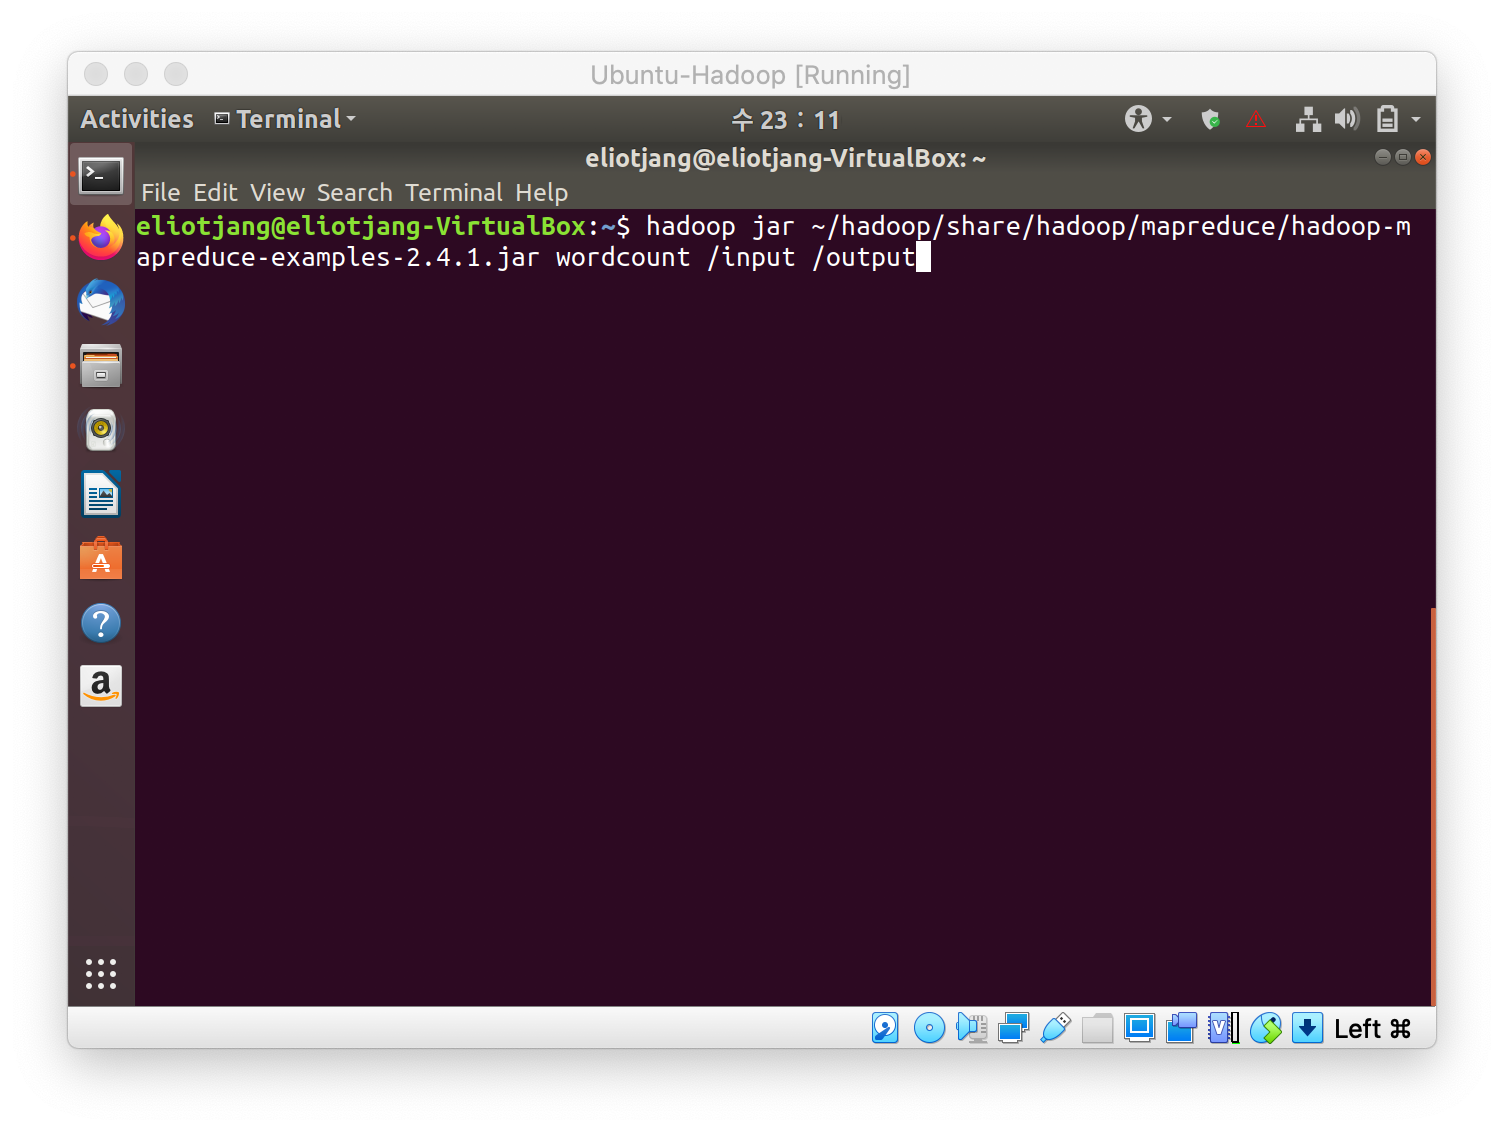 Ubuntu-Hadoop [Running]
Activities Terminal 수 23 : 11
eliotjang@eliotjang-VirtualBox: ~
File Edit View Search Terminal Help
eliotjang@eliotjang-VirtualBox:~$ hadoop jar ~/hadoop/share/hadoop/mapreduce/hadoop-m
apreduce-examples-2.4.1.jar wordcount /input /output
Left ⌘